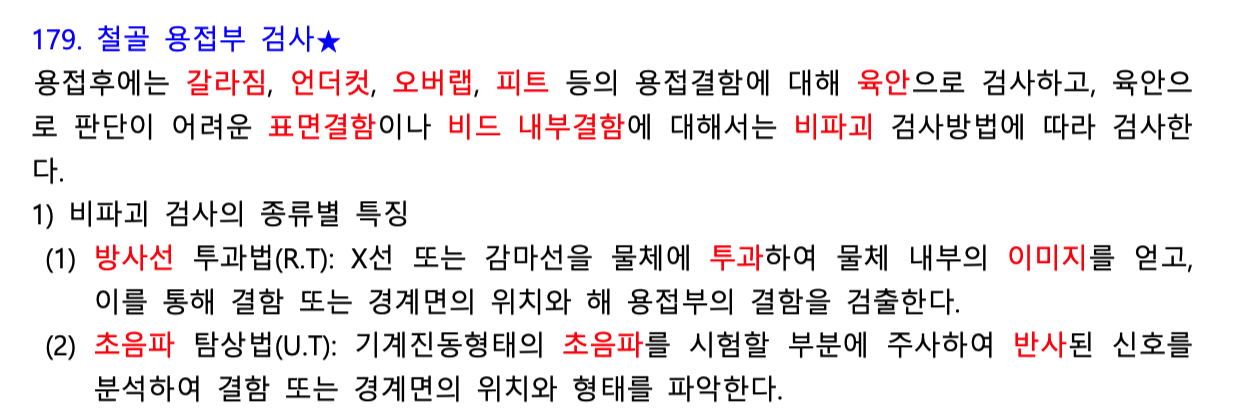 179. 철골 용접부 검사★
용접후에는 갈라짐, 언더컷, 오버랩, 피트 등의 용접결함에 대해 육안으로 검사하고, 육안으
로 판단이 어려운 표면결함이나 비드 내부결함에 대해서는 비파괴 검사방법에 따라 검사한
다.
1) 비파괴 검사의 종류별 특징
(1) 방사선 투과법(R.T): X선 또는 감마선을 물체에 투과하여 물체 내부의 이미지를 얻고,
이를 통해 결함 또는 경계면의 위치와 해 용접부의 결함을 검출한다.
(2) 초음파 탐상법(U.T): 기계진동형태의 초음파를 시험할 부분에 주사하여 반사된 신호를
분석하여 결함 또는 경계면의 위치와 형태를 파악한다.